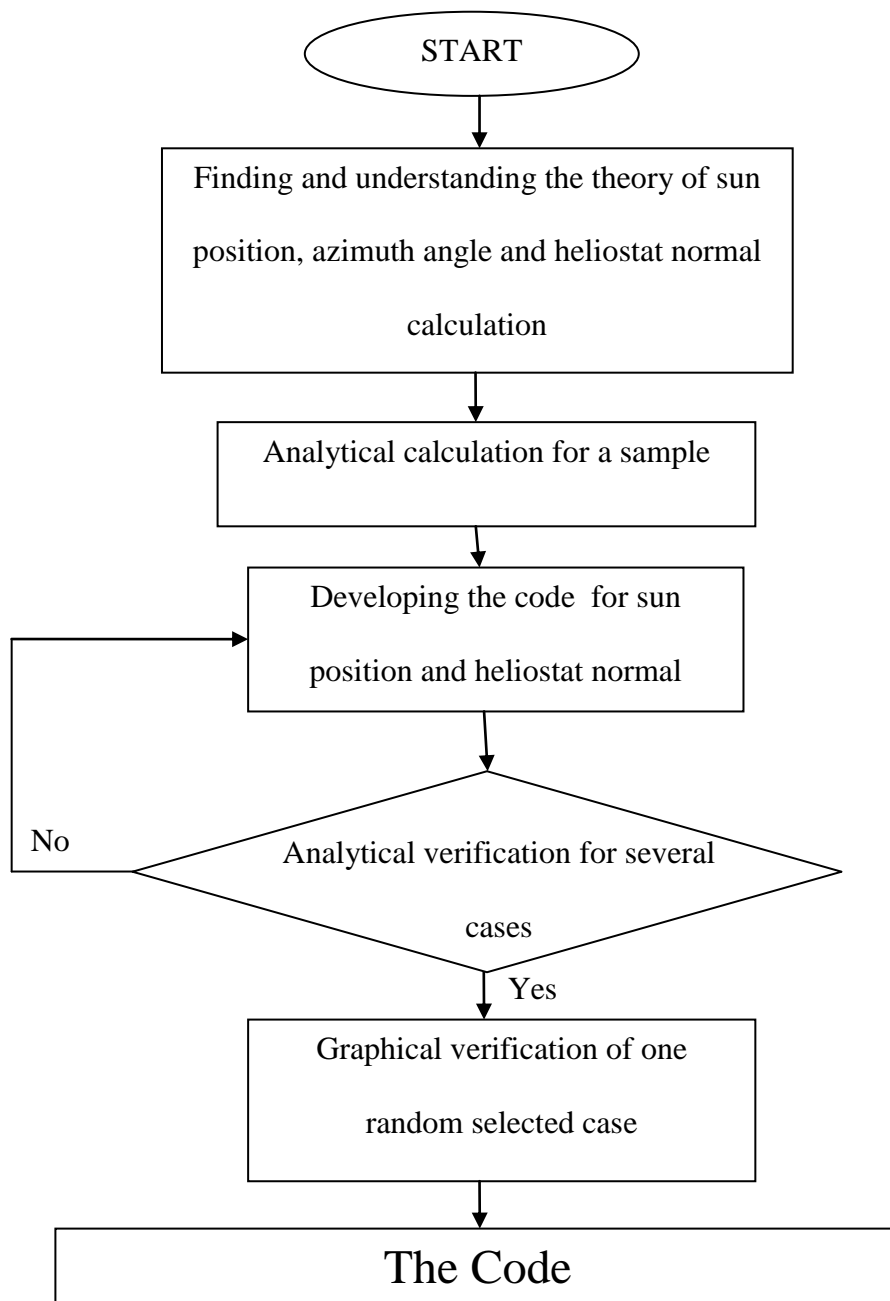 START
Finding and understanding the theory of sun
position, azimuth angle and heliostat normal
calculation
Analytical calculation for a sample
Developing the code  for sun
position and heliostat normal
No
Analytical verification for several
cases
Yes
Graphical verification of one
random selected case
The Code